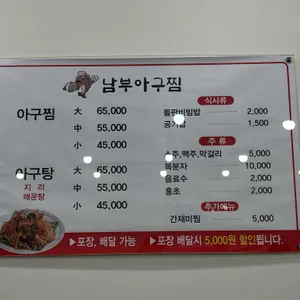 남부아구찜
아구찜 大 65,000
中 55,000
小 45,000
아구탕 大 65,000
지리 中 55,000
매운탕 小 45,000
식사류
돌판비빔밥 2,000
공기밥 1,500
주류
소주,맥주,막걸리 5,000
복분자 10,000
음료수 2,000
홍초 2,000
추가메뉴
간재미찜 5,000
▶포장, 배달 가능 ▶포장 배달시 5,000원 할인됩니다.